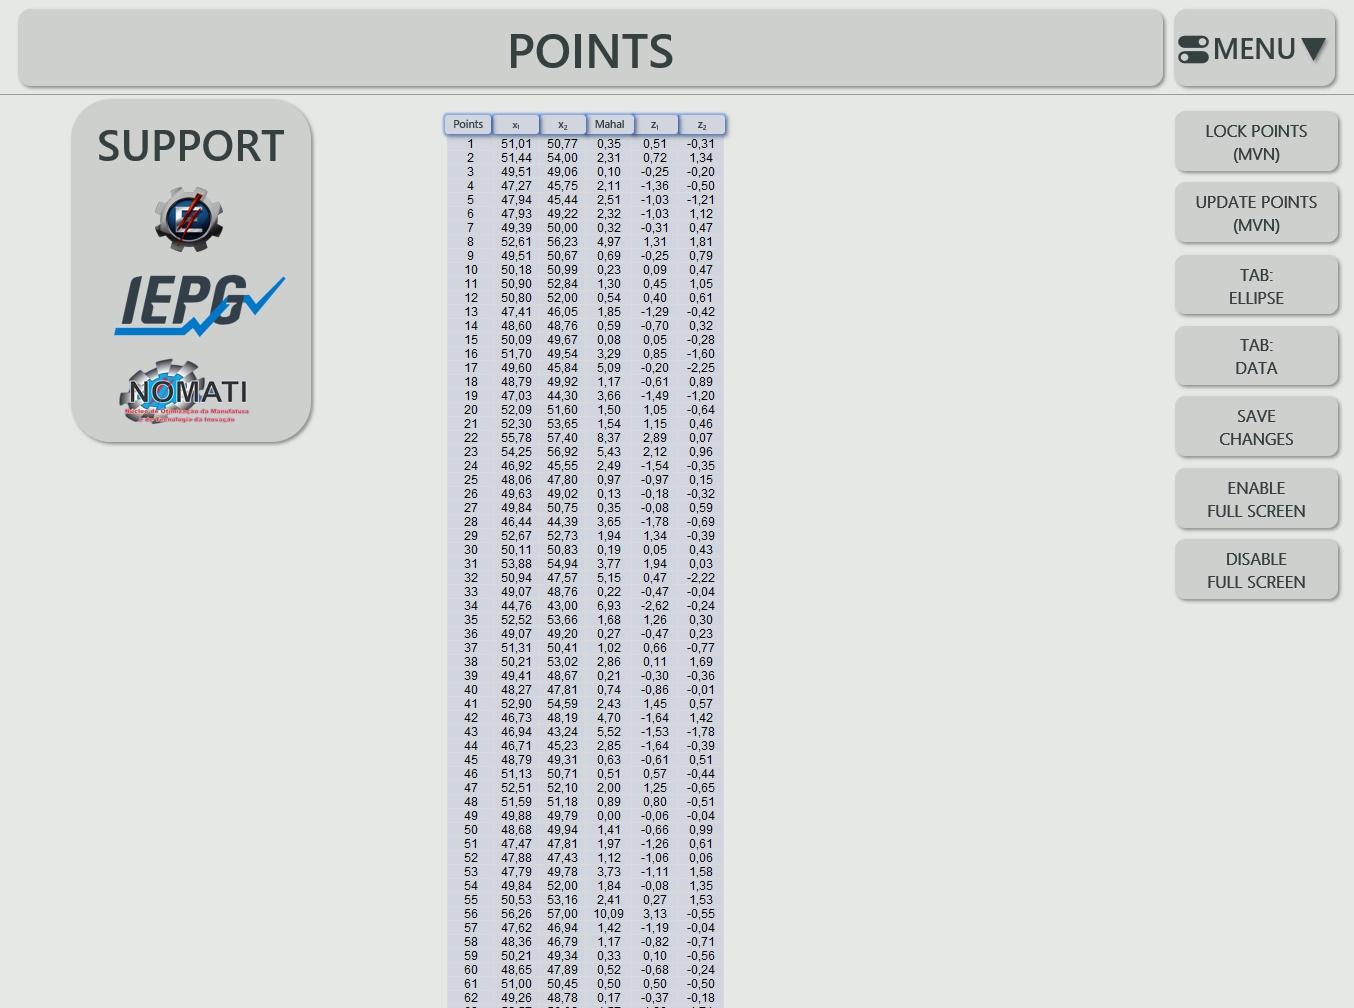 POINTS
MENU
SUPPORT
E
IEPG
NOMATI
Núcleo de Otimização da Manufatura
e da Tecnologia da Inovação
Points x₁ x₂ Mahal z₁ z₂
1 51,01 50,77 0,35 0,51 -0,31
2 51,44 54,00 2,31 0,72 1,34
3 49,51 49,06 0,10 -0,25 -0,20
4 47,27 45,75 2,11 -1,36 -0,50
5 47,94 45,44 2,51 -1,03 -1,21
6 47,93 49,22 2,32 -1,03 1,12
7 49,39 50,00 0,32 -0,31 0,47
8 52,61 56,23 4,97 1,31 1,81
9 49,51 50,67 0,69 -0,25 0,79
10 50,18 50,99 0,23 0,09 0,47
11 50,90 52,84 1,30 0,45 1,05
12 50,80 52,00 0,54 0,40 0,61
13 47,41 46,05 1,85 -1,29 -0,42
14 48,60 48,76 0,59 -0,70 0,32
15 50,09 49,67 0,08 0,05 -0,28
16 51,70 49,54 3,29 0,85 -1,60
17 49,60 45,84 5,09 -0,20 -2,25
18 48,79 49,92 1,17 -0,61 0,89
19 47,03 44,30 3,66 -1,49 -1,20
20 52,09 51,60 1,50 1,05 -0,64
21 52,30 53,65 1,54 1,15 0,46
22 55,78 57,40 8,37 2,89 0,07
23 54,25 56,92 5,43 2,12 0,96
24 46,92 45,55 2,49 -1,54 -0,35
25 48,06 47,80 0,97 -0,97 0,15
26 49,63 49,02 0,13 -0,18 -0,32
27 49,84 50,75 0,35 -0,08 0,59
28 46,44 44,39 3,65 -1,78 -0,69
29 52,67 52,73 1,94 1,34 -0,39
30 50,11 50,83 0,19 0,05 0,43
31 53,88 54,94 3,77 1,94 0,03
32 50,94 47,57 5,15 0,47 -2,22
33 49,07 48,76 0,22 -0,47 -0,04
34 44,76 43,00 6,93 -2,62 -0,24
35 52,52 53,66 1,68 1,26 0,30
36 49,07 49,20 0,27 -0,47 0,23
37 51,31 50,41 1,02 0,66 -0,77
38 50,21 53,02 2,86 0,11 1,69
39 49,41 48,67 0,21 -0,30 -0,36
40 48,27 47,81 0,74 -0,86 -0,01
41 52,90 54,59 2,43 1,45 0,57
42 46,73 48,19 4,70 -1,64 1,42
43 46,94 43,24 5,52 -1,53 -1,78
44 46,71 45,23 2,85 -1,64 -0,39
45 48,79 49,31 0,63 -0,61 0,51
46 51,13 50,71 0,51 0,57 -0,44
47 52,51 52,10 2,00 1,25 -0,65
48 51,59 51,18 0,89 0,80 -0,51
49 49,88 49,79 0,00 -0,06 -0,04
50 48,68 49,94 1,41 -0,66 0,99
51 47,47 47,81 1,97 -1,26 0,61
52 47,88 47,43 1,12 -1,06 0,06
53 47,79 49,78 3,73 -1,11 1,58
54 49,84 52,00 1,84 -0,08 1,35
55 50,53 53,16 2,41 0,27 1,53
56 56,26 57,00 10,09 3,13 -0,55
57 47,62 46,94 1,42 -1,19 -0,04
58 48,36 46,79 1,17 -0,82 -0,71
59 50,21 49,34 0,33 0,10 -0,56
60 48,65 47,89 0,52 -0,68 -0,24
61 51,00 50,45 0,50 0,50 -0,50
62 49,26 48,78 0,17 -0,37 -0,18
LOCK POINTS
(MVN)
UPDATE POINTS
(MVN)
TAB:
ELLIPSE
TAB:
DATA
SAVE
CHANGES
ENABLE
FULL SCREEN
DISABLE
FULL SCREEN